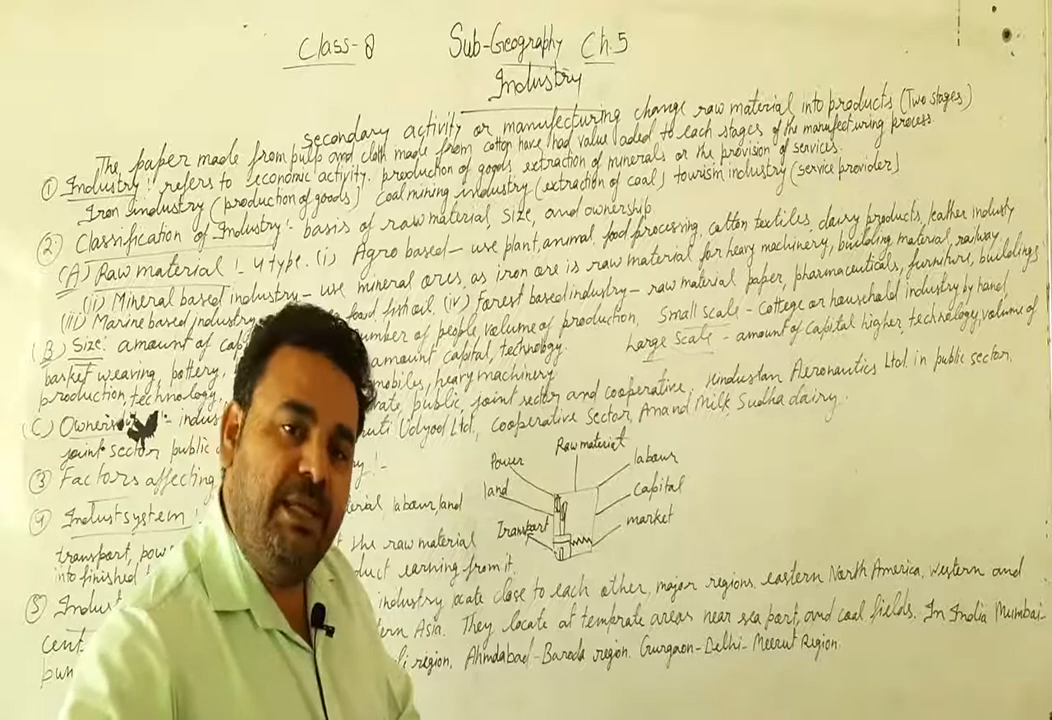 Class-8 Sub-Geography Ch.5
Industry
Secondary activity or manufacturing change raw material into products (Two stages)
The paper made from pulp and cloth made from cotton have had value aded to each stages of the manufacturing process.
① Industry:- refers to economic activity. production of goods, extraction of minerals or the provision of services.
Iron industry (production of goods) Coal mining industry (extraction of coal) tourism industry (service provider)
② Classification of Industry:- basis of raw material, size, and ownership
(A) Raw material:- 4 type. (i) Agro based - use plant, animal, food processing, cotton textiles, dairy products, leather industry
(ii) Mineral based industry - use mineral ores, as iron ore is raw material for heavy machinery, building material, railway
(iii) Marine based industry food, fish oil. (iv) forest based industry - raw material paper, pharmaceuticals, furniture, buildings
(B) Size: amount of number of people, volume of production, Small scale - Cottege or household industry by hand
basket weaving, pottery, amount capital, technology. Large Scale - amount of capital higher, technology, volume of
production, technology, mobiles, heavy machinery
(C) public, joint sector and cooperative. Hindustan Aeronautics Ltd. in public sector,
joint sector public Udyood Ltd, Cooperative Sector, Anand Milk Sudha dairy.
③ Factors affecting
Raw material
Power labour
land Capital
Transport market
④ Indust system labour, land
transport, the raw material
into finished earning from it.
⑤ industry locate close to each other, major regions, eastern North America, western and
Asia. They locate at temprate areas near sea port, and coal fields. In India Mumbai-
region, Ahmdabad-Baroda region. Gurgaon-Delhi-Meerut Region.